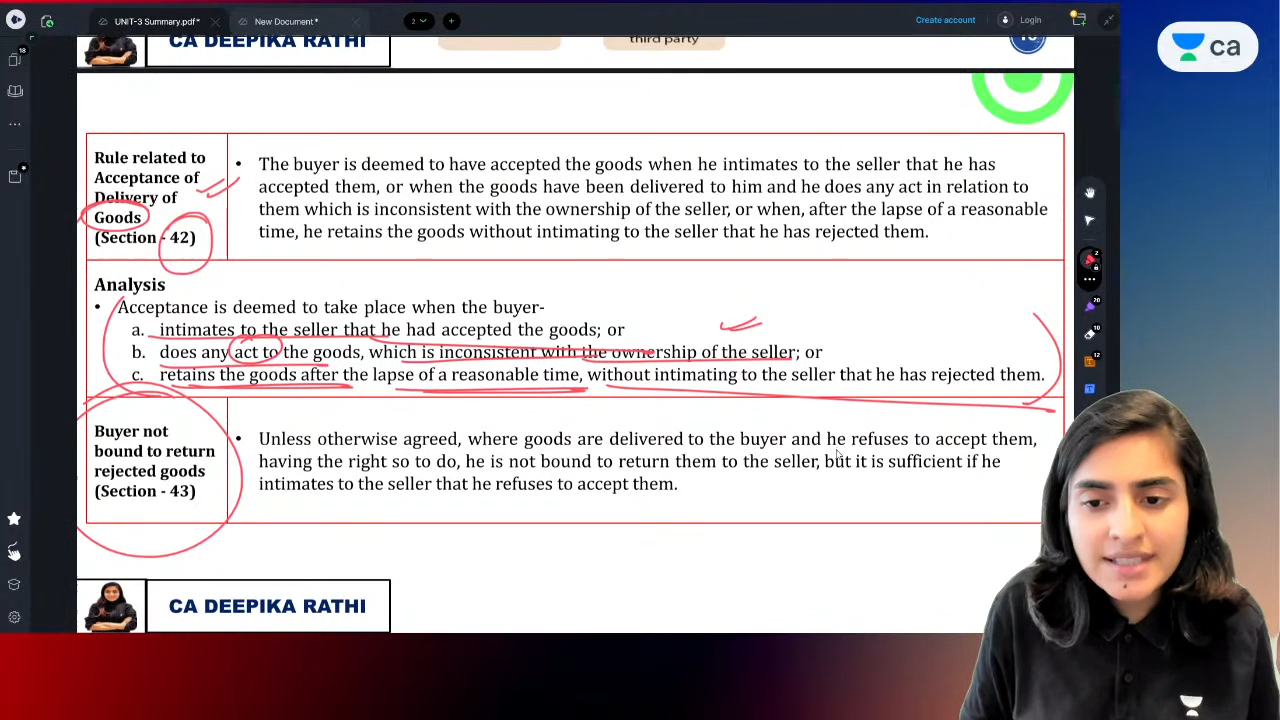 UNIT-3 Summary.pdf*
New Document*
2
Create account
Login
ca
18
CA DEEPIKA RATHI
third party
Rule related to
Acceptance of
Delivery of
Goods
(Section - 42)
• The buyer is deemed to have accepted the goods when he intimates to the seller that he has
accepted them, or when the goods have been delivered to him and he does any act in relation to
them which is inconsistent with the ownership of the seller, or when, after the lapse of a reasonable
time, he retains the goods without intimating to the seller that he has rejected them.
Analysis
• Acceptance is deemed to take place when the buyer-
a. intimates to the seller that he had accepted the goods; or
b. does any act to the goods, which is inconsistent with the ownership of the seller; or
c. retains the goods after the lapse of a reasonable time, without intimating to the seller that he has rejected them.
Buyer not
bound to return
rejected goods
(Section - 43)
• Unless otherwise agreed, where goods are delivered to the buyer and he refuses to accept them,
having the right so to do, he is not bound to return them to the seller, but it is sufficient if he
intimates to the seller that he refuses to accept them.
CA DEEPIKA RATHI
2
20
10
12